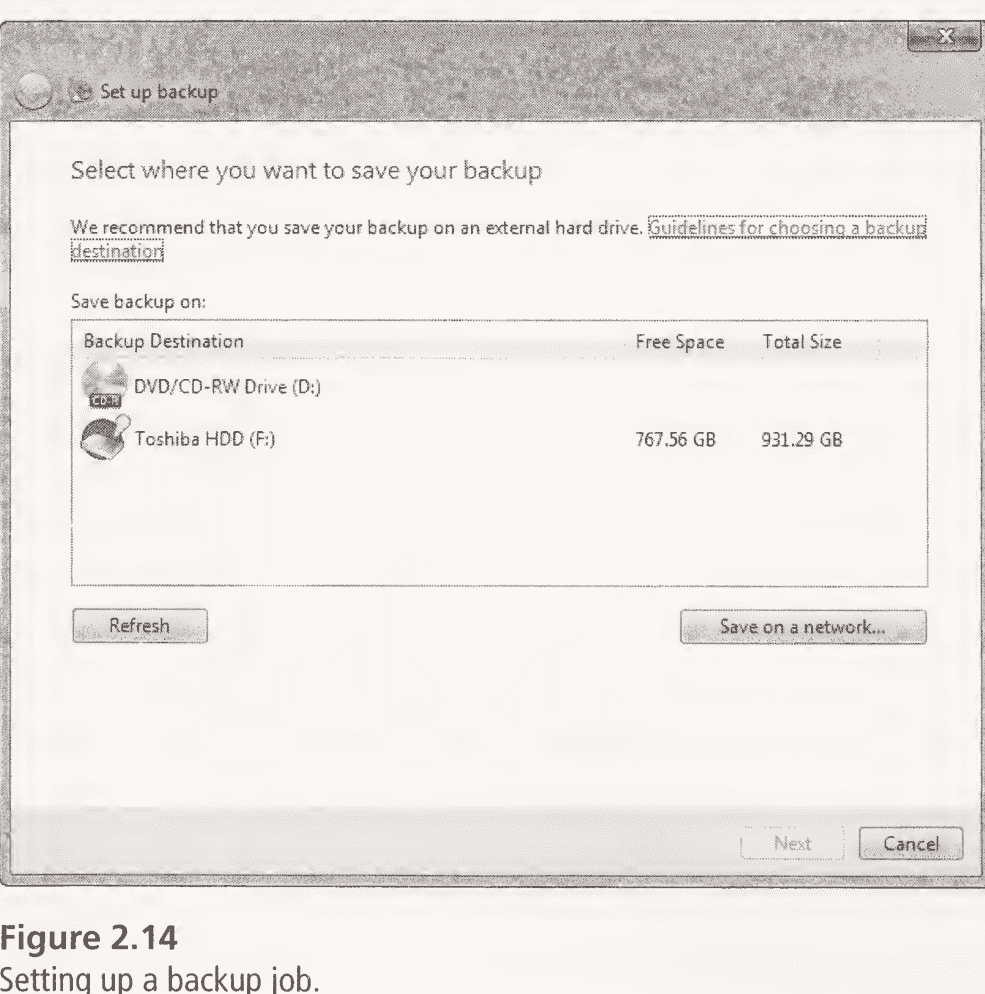 Set up backup
Select where you want to save your backup
We recommend that you save your backup on an external hard drive. Guidelines for choosing a backup
destination
Save backup on:
Backup Destination Free Space Total Size
DVD/CD-RW Drive (D:)
CD-R
Toshiba HDD (F:) 767.56 GB 931.29 GB
Refresh Save on a network...
Next Cancel
Figure 2.14
Setting up a backup job.